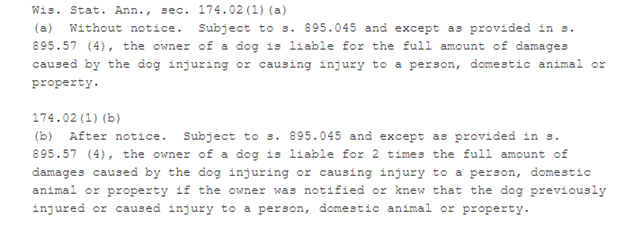 Wis. Stat. Ann., sec. 174.02(1)(a)
(a) Without notice. Subject to s. 895.045 and except as provided in s.
895.57 (4), the owner of a dog is liable for the full amount of damages
caused by the dog injuring or causing injury to a person, domestic animal or
property.
174.02(1)(b)
(b) After notice. Subject to s. 895.045 and except as provided in s.
895.57 (4), the owner of a dog is liable for 2 times the full amount of
damages caused by the dog injuring or causing injury to a person, domestic
animal or property if the owner was notified or knew that the dog previously
injured or caused injury to a person, domestic animal or property.